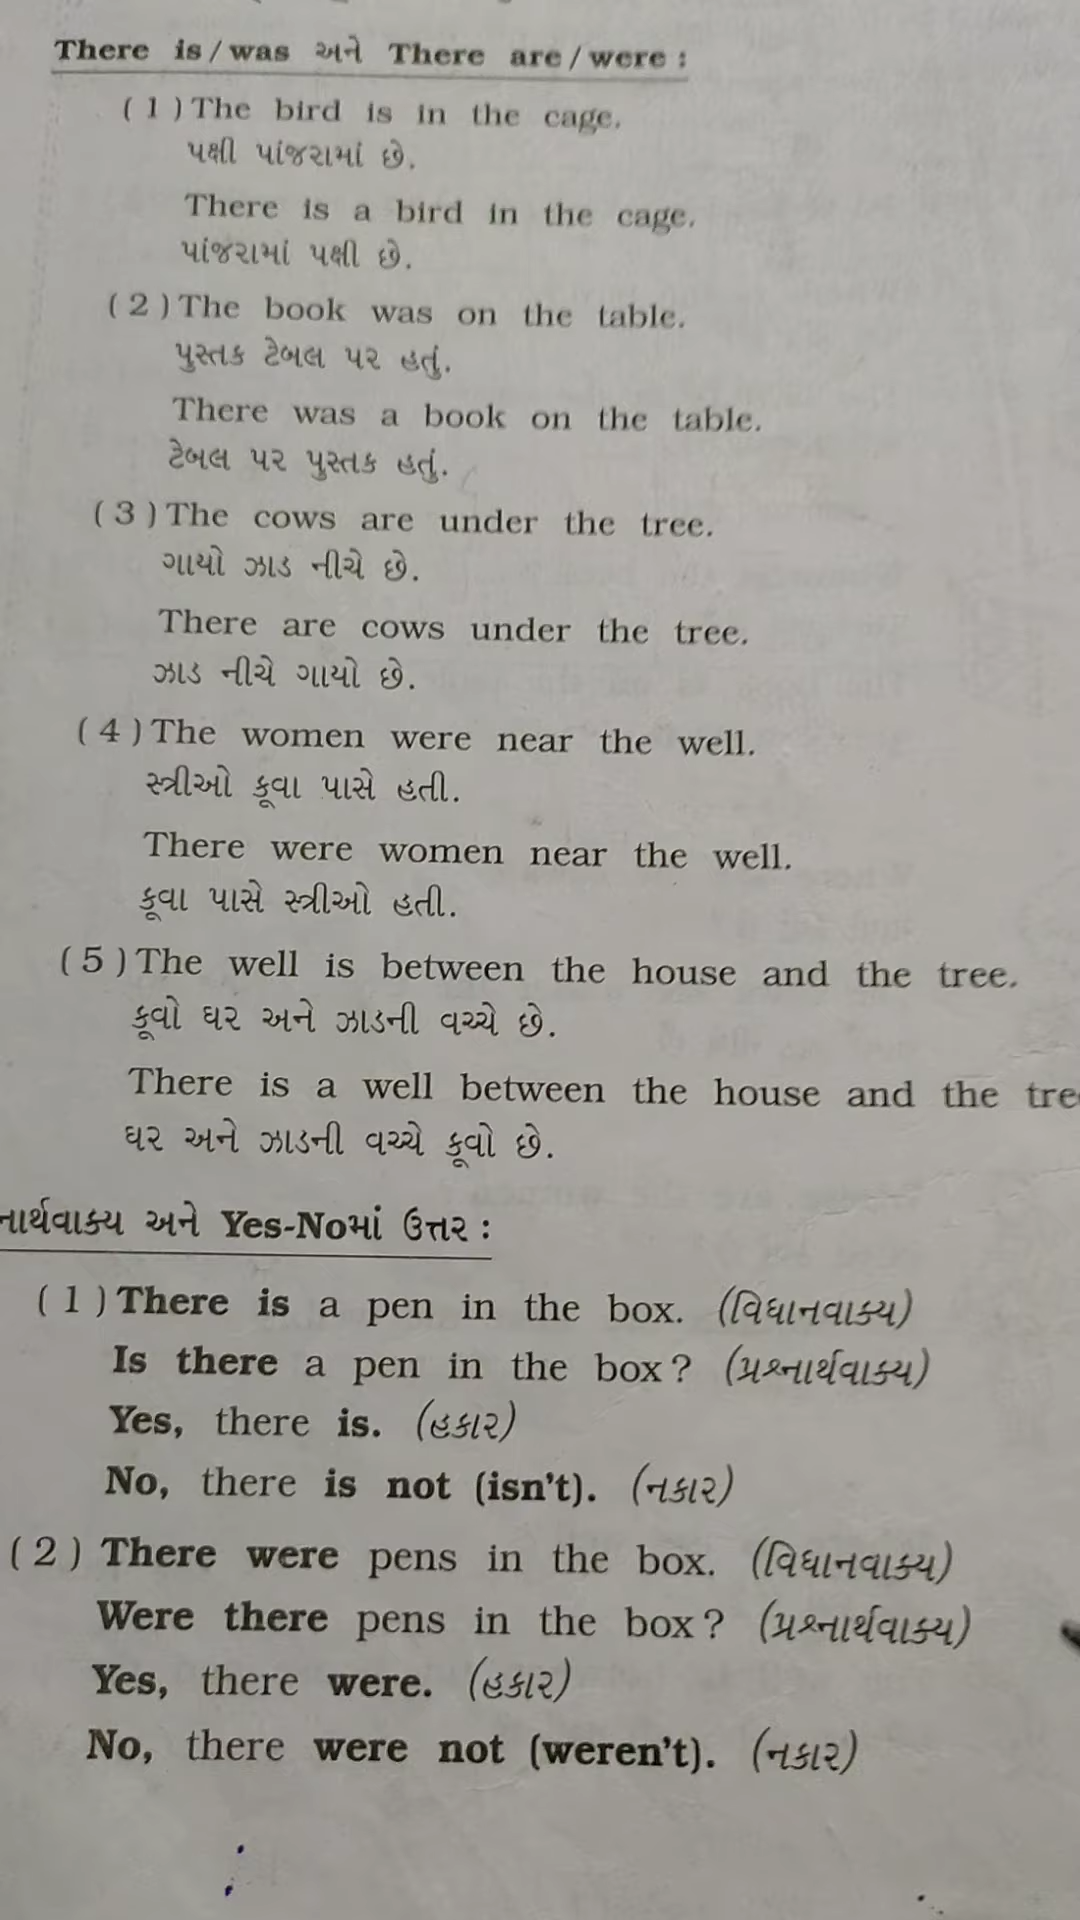 There is / was અને There are / were :
( 1 ) The bird is in the cage.
પક્ષી પાંજરામાં છે.
There is a bird in the cage.
પાંજરામાં પક્ષી છે.
( 2 ) The book was on the table.
પુસ્તક ટેબલ પર હતું.
There was a book on the table.
ટેબલ પર પુસ્તક હતું.
( 3 ) The cows are under the tree.
ગાયો ઝાડ નીચે છે.
There are cows under the tree.
ઝાડ નીચે ગાયો છે.
( 4 ) The women were near the well.
સ્ત્રીઓ કૂવા પાસે હતી.
There were women near the well.
કૂવા પાસે સ્ત્રીઓ હતી.
( 5 ) The well is between the house and the tree.
કૂવો ઘર અને ઝાડની વચ્ચે છે.
There is a well between the house and the tre
ઘર અને ઝાડની વચ્ચે કૂવો છે.
નાર્થવાક્ય અને Yes-Noમાં ઉત્તર :
( 1 ) There is a pen in the box. (વિધાનવાક્ય)
Is there a pen in the box? (પ્રશ્નાર્થવાક્ય)
Yes, there is. (હકાર)
No, there is not (isn't). (નકાર)
( 2 ) There were pens in the box. (વિધાનવાક્ય)
Were there pens in the box? (પ્રશ્નાર્થવાક્ય)
Yes, there were. (હકાર)
No, there were not (weren't). (નકાર)